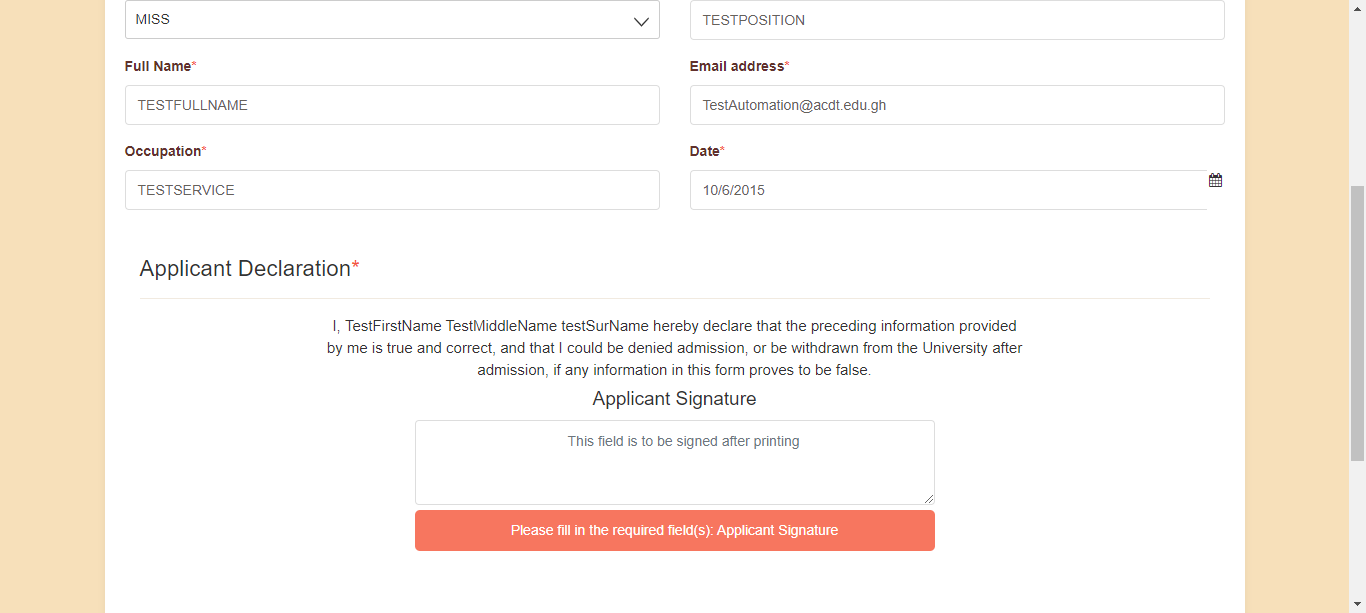 MISS
TESTPOSITION
Full Name*
Email address*
TESTFULLNAME
TestAutomation@acdt.edu.gh
Occupation*
Date*
TESTSERVICE
10/6/2015
Applicant Declaration*
I, TestFirstName TestMiddleName testSurName hereby declare that the preceding information provided
by me is true and correct, and that I could be denied admission, or be withdrawn from the University after
admission, if any information in this form proves to be false.
Applicant Signature
This field is to be signed after printing
Please fill in the required field(s): Applicant Signature